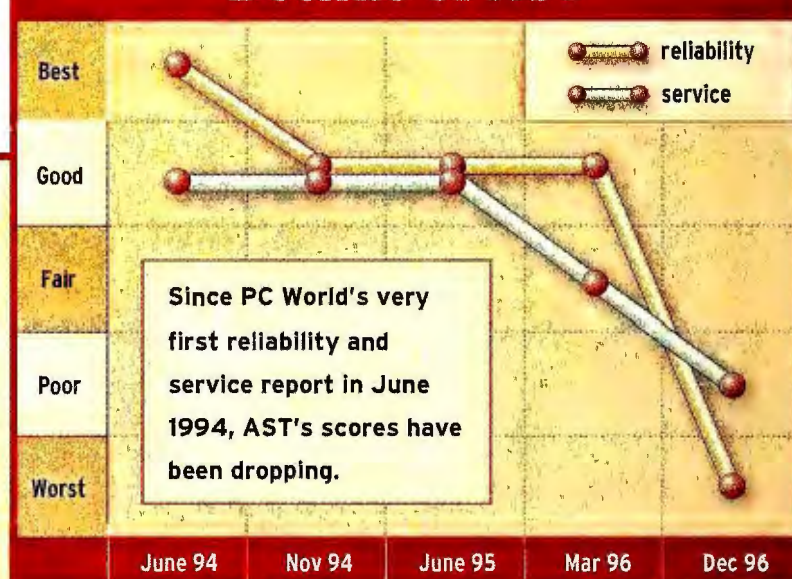 Best
reliability
service
Good
Fair
Since PC World's very
first reliability and
service report in June
1994, AST's scores have
been dropping.
Poor
Worst
June 94
Nov 94
June 95
Mar 96
Dec 96